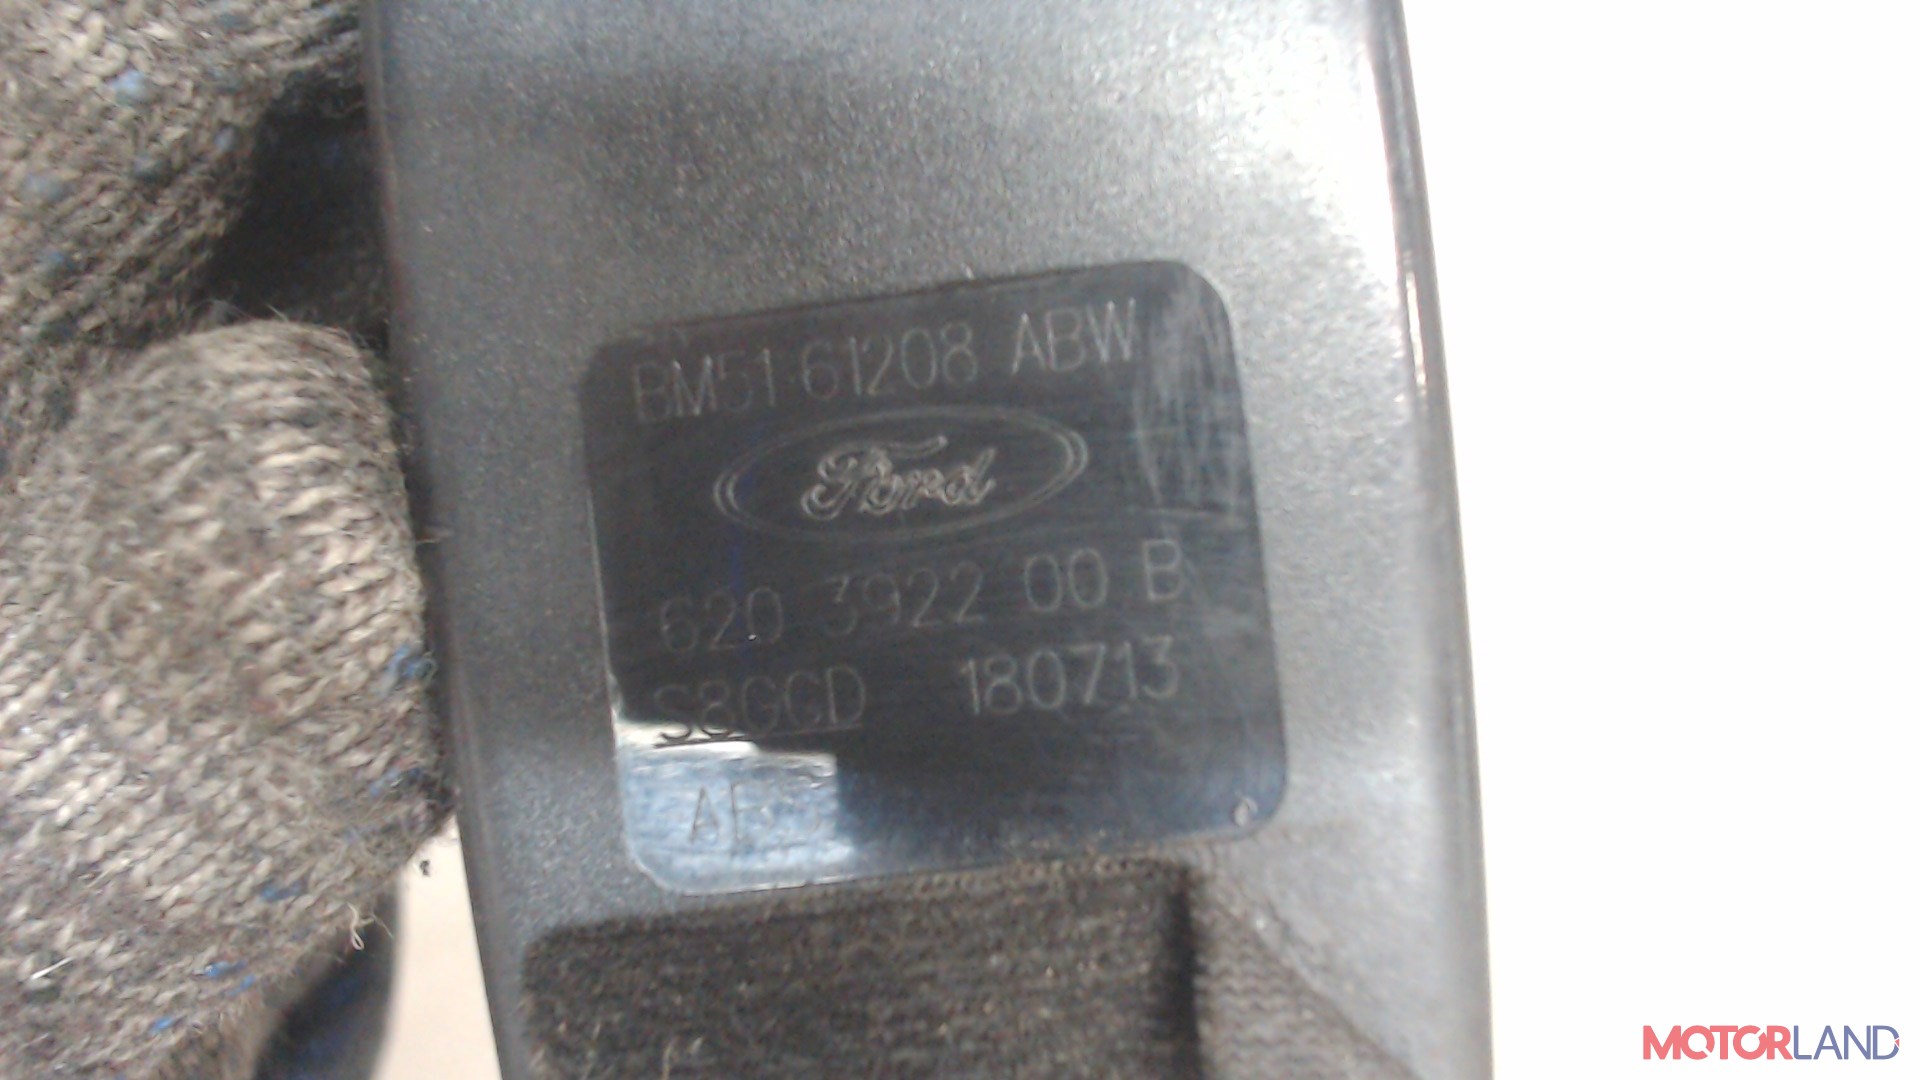 BM51 61208 ABW
Ford
620 3922 00 B
S8GCD 180713
MOTORLAND